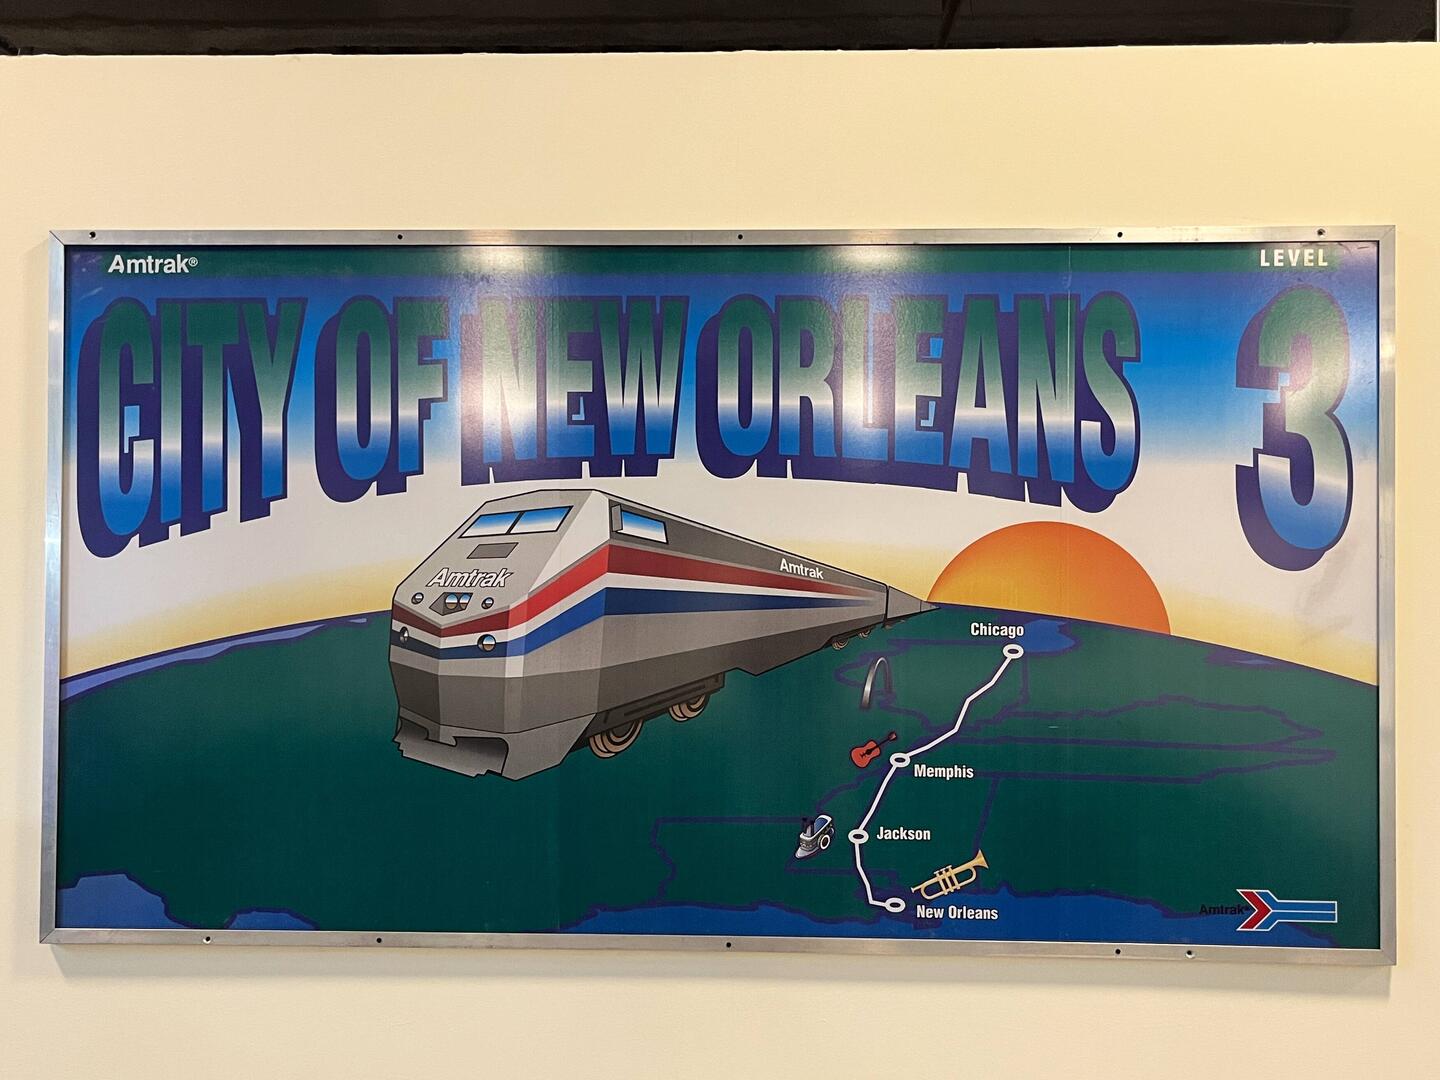 Amtrak®
LEVEL
CITY OF NEW ORLEANS
3
Amtrak
Amtrak
Chicago
Memphis
Jackson
New Orleans
Amtrak®